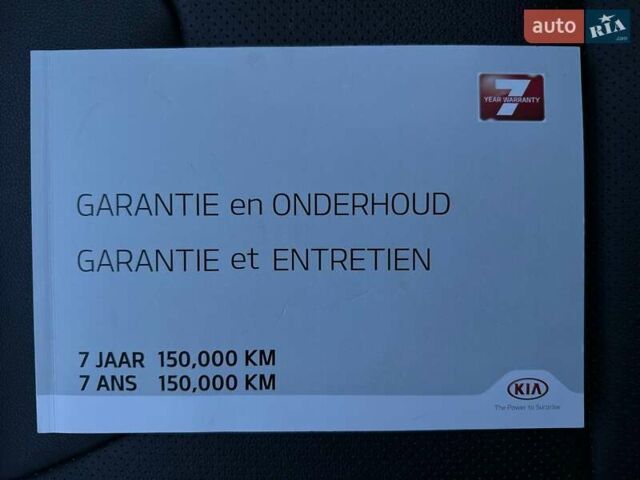 auto RIA
.com
7
YEAR WARRANTY
GARANTIE en ONDERHOUD
GARANTIE et ENTRETIEN
7 JAAR 150,000 KM
7 ANS 150,000 KM
KIA
The Power to Surprise